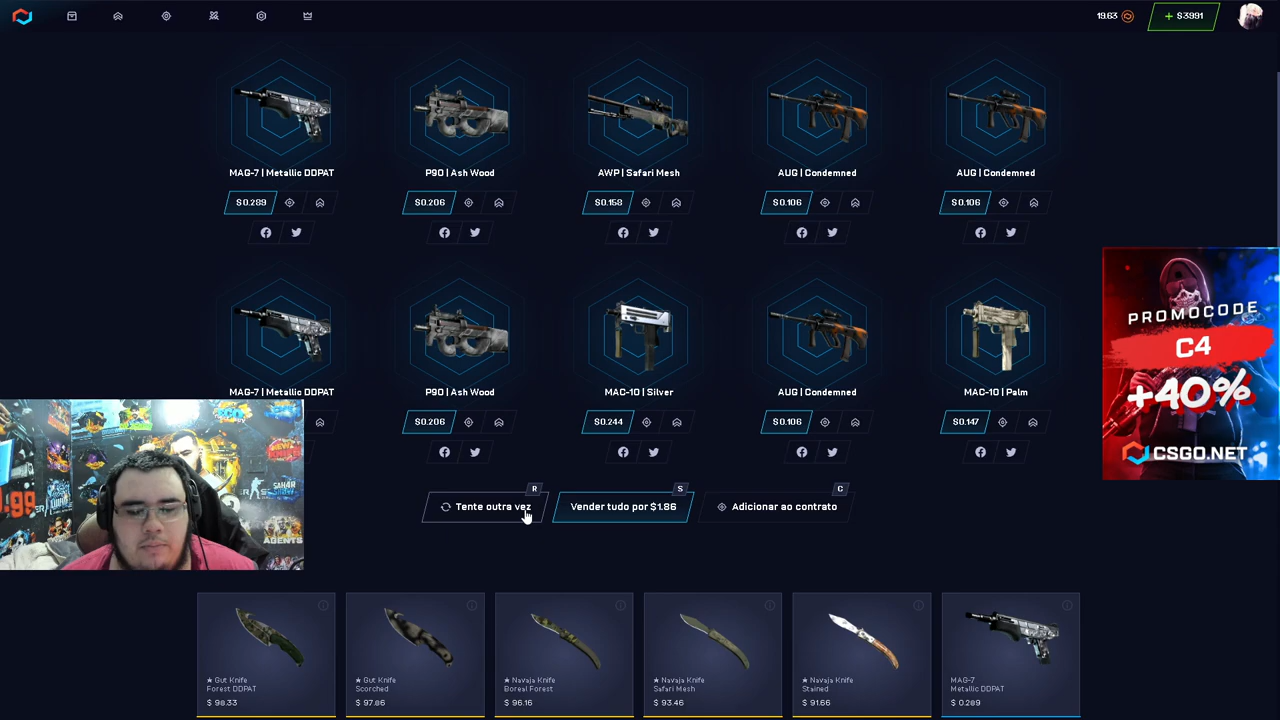 19.63
+ $3991
MAG-7 | Metallic DDPAT
P90 | Ash Wood
AWP | Safari Mesh
AUG | Condemned
AUG | Condemned
$0.289
$0.206
$0.158
$0.106
$0.106
MAG-7 | Metallic DDPAT
P90 | Ash Wood
MAC-10 | Silver
AUG | Condemned
MAC-10 | Palm
$0.206
$0.244
$0.106
$0.147
PROMOCODE
C4
+40%
CSGO.NET
R
Tente outra vez
S
Vender tudo por $1.86
C
Adicionar ao contrato
★ Gut Knife
Forest DDPAT
$ 98.33
★ Gut Knife
Scorched
$ 97.86
★ Navaja Knife
Boreal Forest
$ 96.16
★ Navaja Knife
Safari Mesh
$ 93.46
★ Navaja Knife
Stained
$ 91.66
MAG-7
Metallic DDPAT
$ 0.289
AGENTS